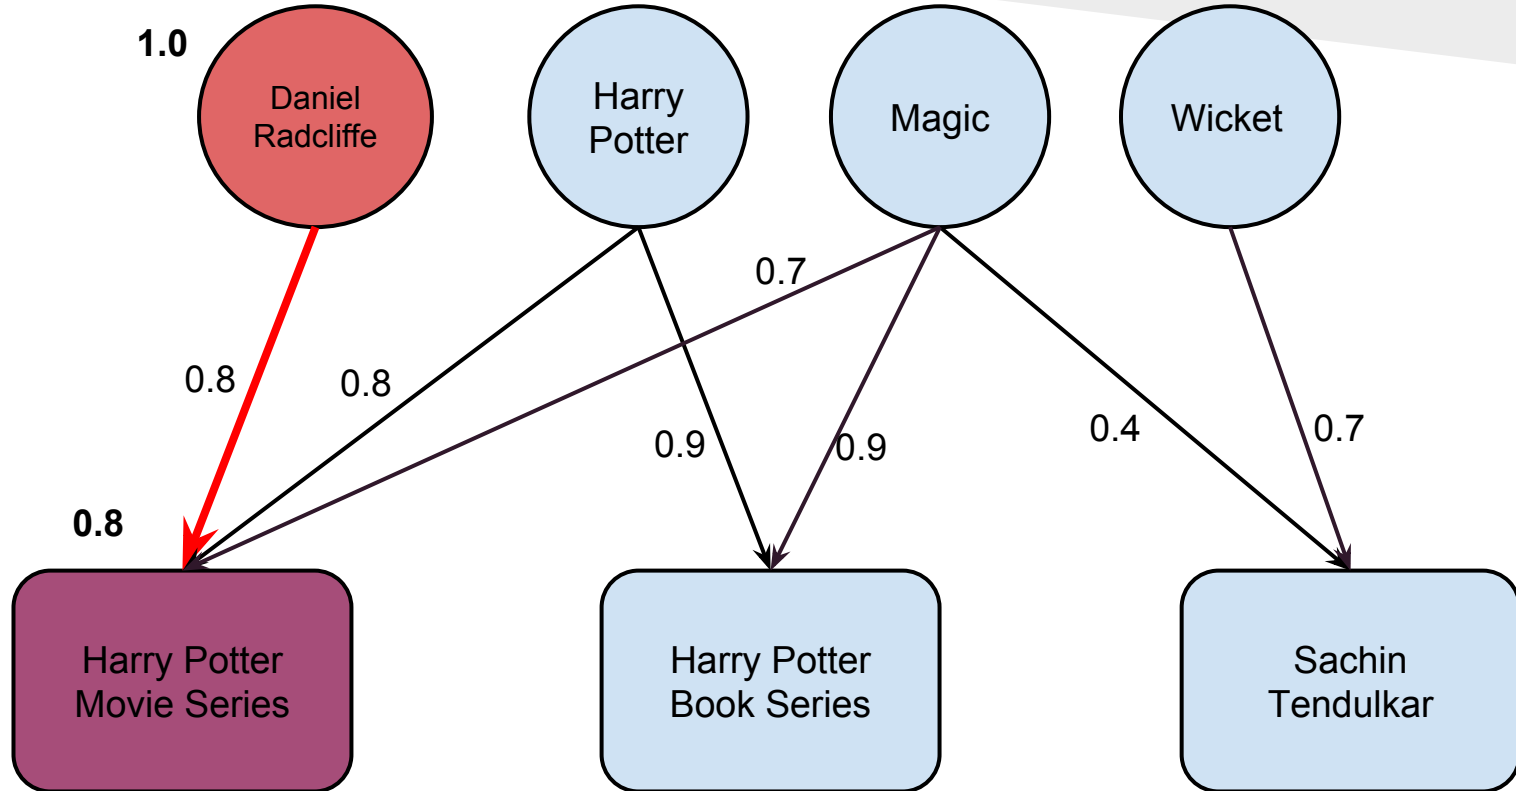 1.0
Daniel
Radcliffe
Harry
Potter
Magic
Wicket
0.7
0.8
0.8
0.9
0.9
0.4
0.7
0.8
Harry Potter
Movie Series
Harry Potter
Book Series
Sachin
Tendulkar